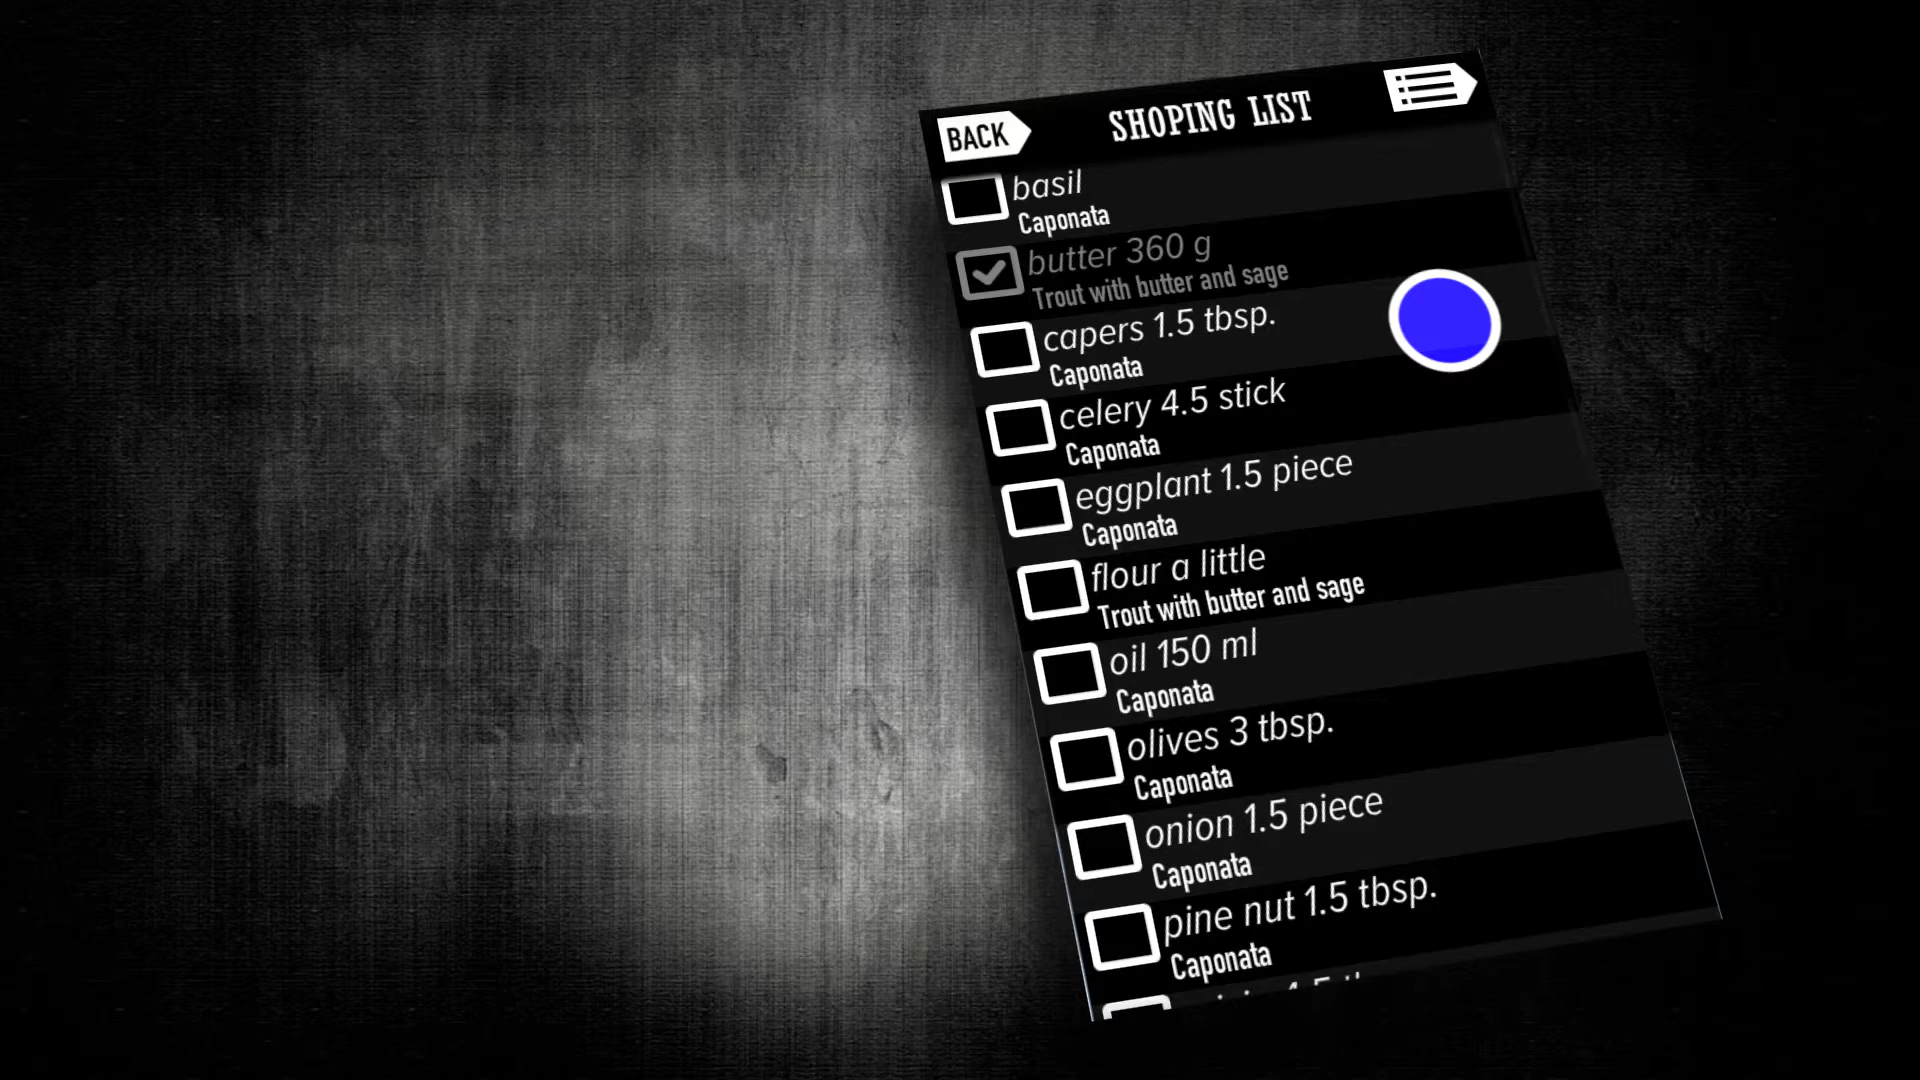 BACK
SHOPING LIST
basil
Caponata
butter 360 g
Trout with butter and sage
capers 1.5 tbsp.
Caponata
celery 4.5 stick
Caponata
eggplant 1.5 piece
Caponata
flour a little
Trout with butter and sage
oil 150 ml
Caponata
olives 3 tbsp.
Caponata
onion 1.5 piece
Caponata
pine nut 1.5 tbsp.
Caponata